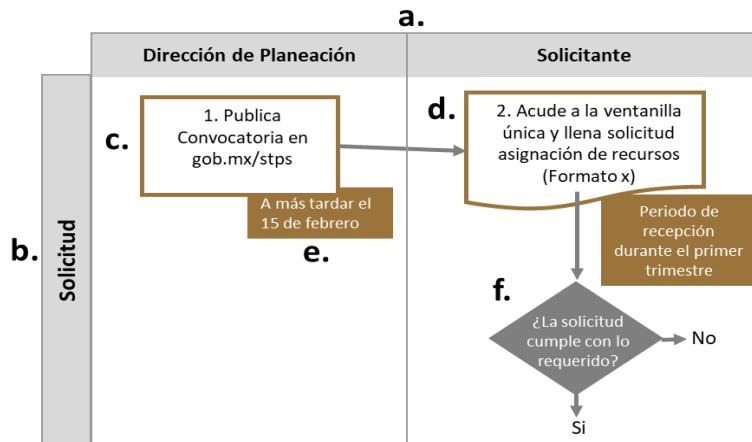 a.
Dirección de Planeación
Solicitante
b.
Solicitud
c.
1. Publica
Convocatoria en
gob.mx/stps
A más tardar el
15 de febrero
e.
d.
2. Acude a la ventanilla
única y llena solicitud
asignación de recursos
(Formato x)
Periodo de
recepción
durante el primer
trimestre
f.
¿La solicitud
cumple con lo
requerido?
No
Si